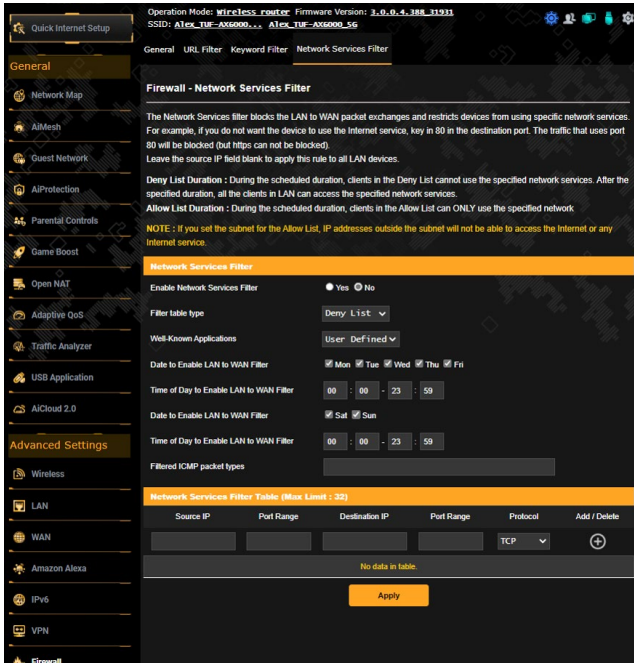 Quick Internet Setup
General
Network Map
AiMesh
Guest Network
AiProtection
Parental Controls
Game Boost
Open NAT
Adaptive QoS
Traffic Analyzer
USB Application
AiCloud 2.0
Advanced Settings
Wireless
LAN
WAN
Amazon Alexa
IPv6
VPN
Firewall
Operation Mode: Wireless router Firmware Version: 3.0.0.4.388_31931
SSID: Alex_TUF-AX6000... Alex_TUF-AX6000_5G
General URL Filter Keyword Filter Network Services Filter
Firewall - Network Services Filter
The Network Services filter blocks the LAN to WAN packet exchanges and restricts devices from using specific network services.
For example, if you do not want the device to use the Internet service, key in 80 in the destination port. The traffic that uses port
80 will be blocked (but https can not be blocked).
Leave the source IP field blank to apply this rule to all LAN devices.
Deny List Duration : During the scheduled duration, clients in the Deny List cannot use the specified network services. After the
specified duration, all the clients in LAN can access the specified network services.
Allow List Duration : During the scheduled duration, clients in the Allow List can ONLY use the specified network
NOTE : If you set the subnet for the Allow List, IP addresses outside the subnet will not be able to access the Internet or any
Internet service.
Network Services Filter
Enable Network Services Filter Yes No
Filter table type Deny List
Well-Known Applications User Defined
Date to Enable LAN to WAN Filter Mon Tue Wed Thu Fri
Time of Day to Enable LAN to WAN Filter 00 : 00 - 23 : 59
Date to Enable LAN to WAN Filter Sat Sun
Time of Day to Enable LAN to WAN Filter 00 : 00 - 23 : 59
Filtered ICMP packet types
Network Services Filter Table (Max Limit : 32)
Source IP Port Range Destination IP Port Range Protocol Add / Delete
TCP
No data in table.
Apply